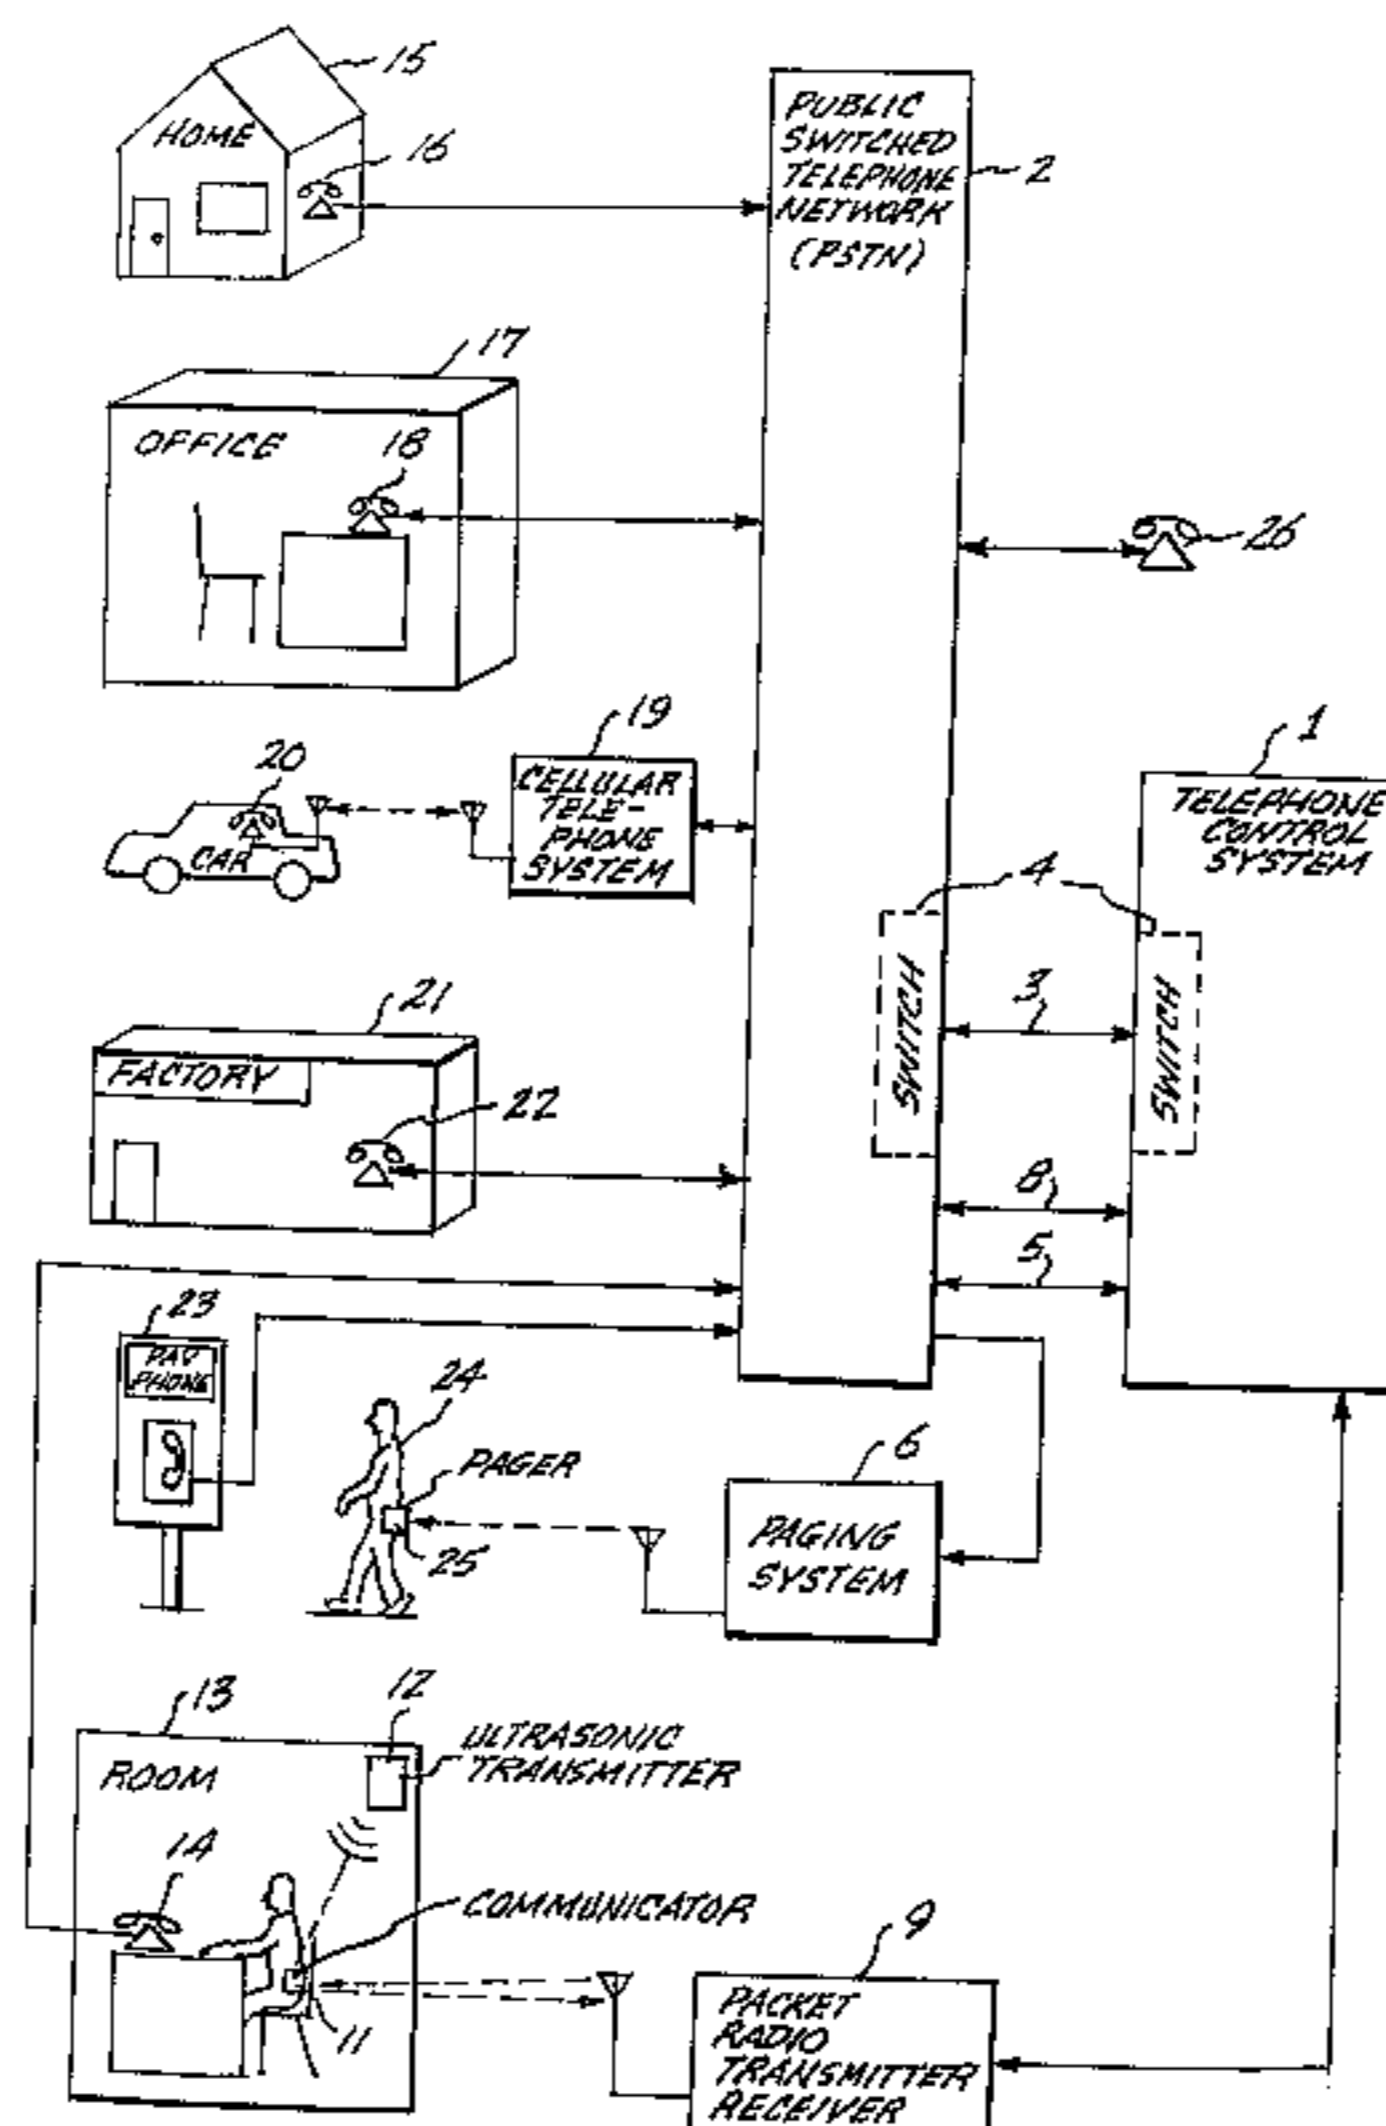 15
HOME
16
PUBLIC
SWITCHED
TELEPHONE
NETWORK
(PSTN)
2
17
OFFICE
18
26
19
CELLULAR
TELE-
PHONE
SYSTEM
20
CAR
1
TELEPHONE
CONTROL
SYSTEM
4
SWITCH
SWITCH
3
21
FACTORY
22
8
5
23
PAY
PHONE
24
PAGER
25
6
PAGING
SYSTEM
13
ROOM
12
ULTRASONIC
TRANSMITTER
14
COMMUNICATOR
11
9
PACKET
RADIO
TRANSMITTER
RECEIVER